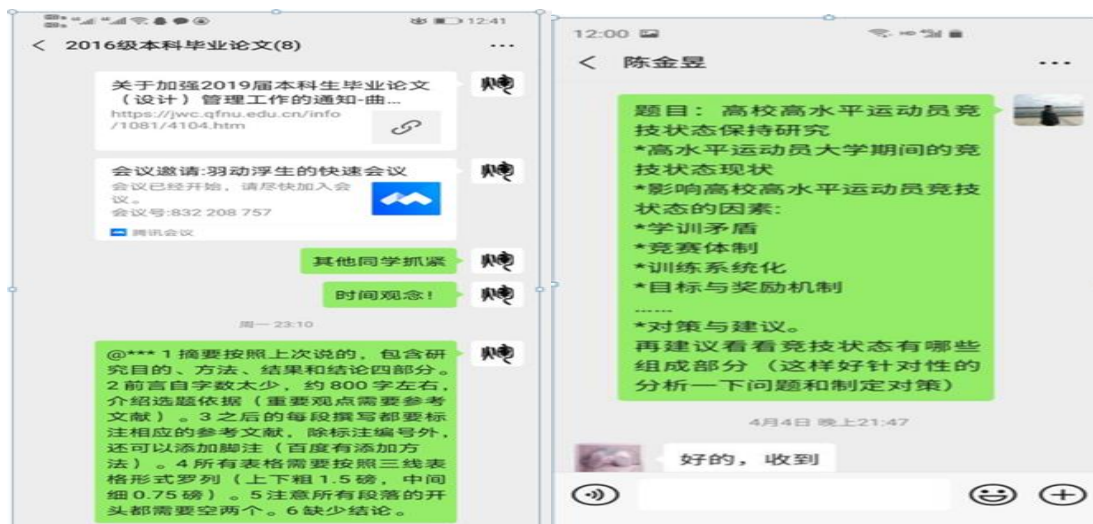 12:41
2016级本科毕业论文(8)
关于加强2019届本科生毕业论文
（设计）管理工作的通知-曲...
https://jwc.qfnu.edu.cn/info
/1081/4104.htm
会议邀请:羽动浮生的快速会议
会议已经开始，请尽快加入会
议。
会议号:832 208 757
腾讯会议
其他同学抓紧
时间观念！
周一 23:10
@*** 1 摘要按照上次说的，包含研
究目的、方法、结果和结论四部分。
2 前言自字数太少，约 800 字左右，
介绍选题依据（重要观点需要参考
文献）。3 之后的每段撰写都要标
注相应的参考文献，除标注编号外，
还可以添加脚注（百度有添加方
法）。4 所有表格需要按照三线表
格形式罗列（上下粗 1.5 磅，中间
细 0.75 磅）。5 注意所有段落的开
头都需要空两个。6 缺少结论。
12:00
陈金昱
题目：高校高水平运动员竞
技状态保持研究
*高水平运动员大学期间的竞
技状态现状
*影响高校高水平运动员竞技
状态的因素:
*学训矛盾
*竞赛体制
*训练系统化
*目标与奖励机制
......
*对策与建议。
再建议看看竞技状态有哪些
组成部分（这样好针对性的
分析一下问题和制定对策）
4月4日 晚上21:47
好的，收到